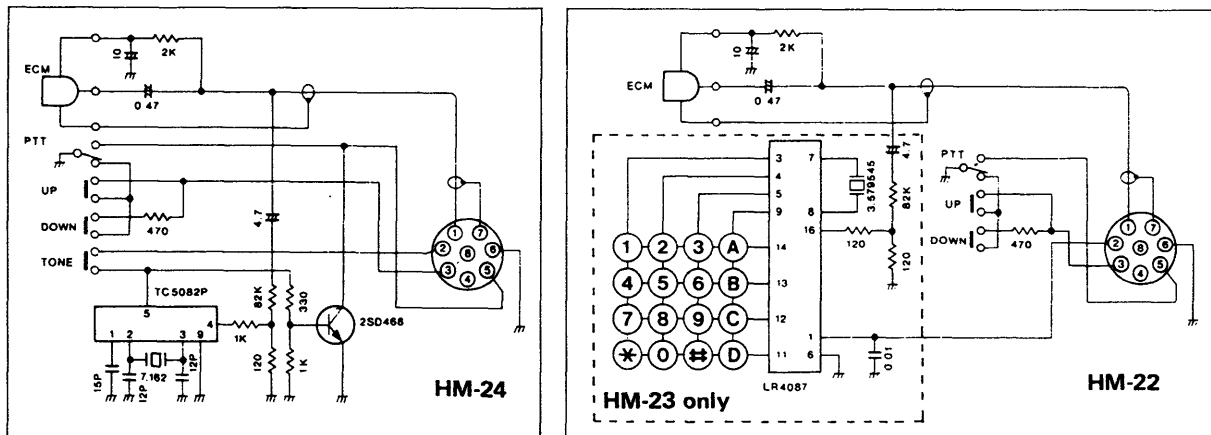 ECM
10
2K
0 47
PTT
UP
DOWN
470
TONE
4.7
TC5082P
5
4
1 2 3 9
82K
330
1K
120
1K
2SD468
15P
7.162
12P
12P
1 7
2 8 6
3 4 5
HM-24
ECM
10
2K
0 47
4.7
82K
3 7
4
5 8
9 16
3.579545
120
120
14
13
12
11
1
6
1 2 3 A
4 5 6 B
7 8 9 C
* 0 # D
LR4087
0.01
HM-23 only
PTT
UP
DOWN
470
1 7
2 8 6
3 4 5
HM-22